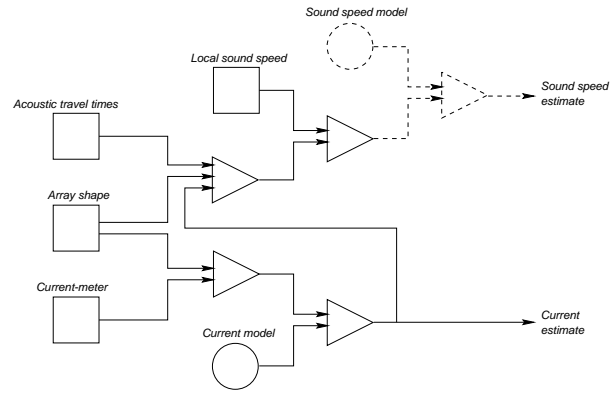 Sound speed model
Local sound speed
Sound speed
estimate
Acoustic travel times
Array shape
Current-meter
Current model
Current
estimate